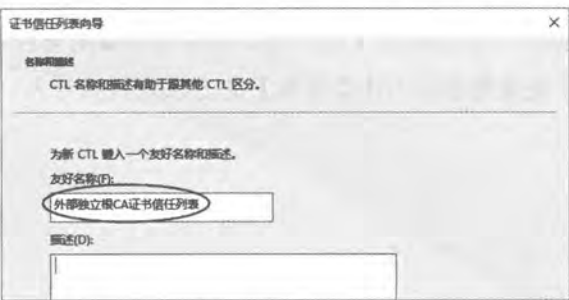 证书信任列表向导
名称和描述
CTL 名称和描述有助于跟其他 CTL 区分。
为新 CTL 键入一个友好名称和描述。
友好名称(F):
外部独立根CA证书信任列表
描述(D):